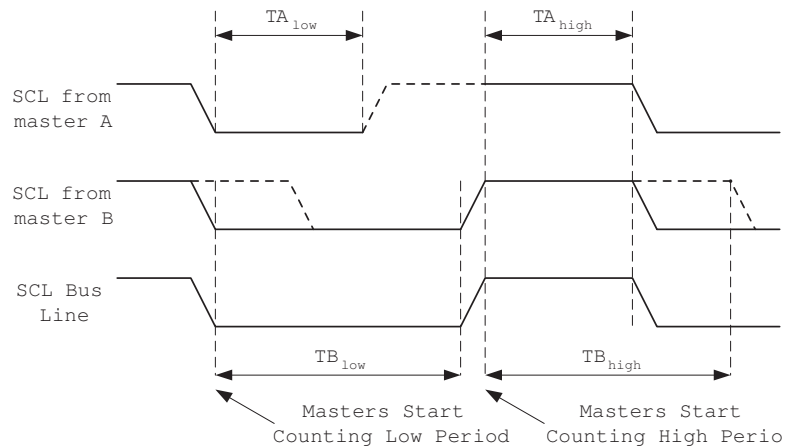 TA low
TA high
SCL from
master A
SCL from
master B
SCL Bus
Line
TB low
TB high
Masters Start
Counting Low Period
Masters Start
Counting High Perio